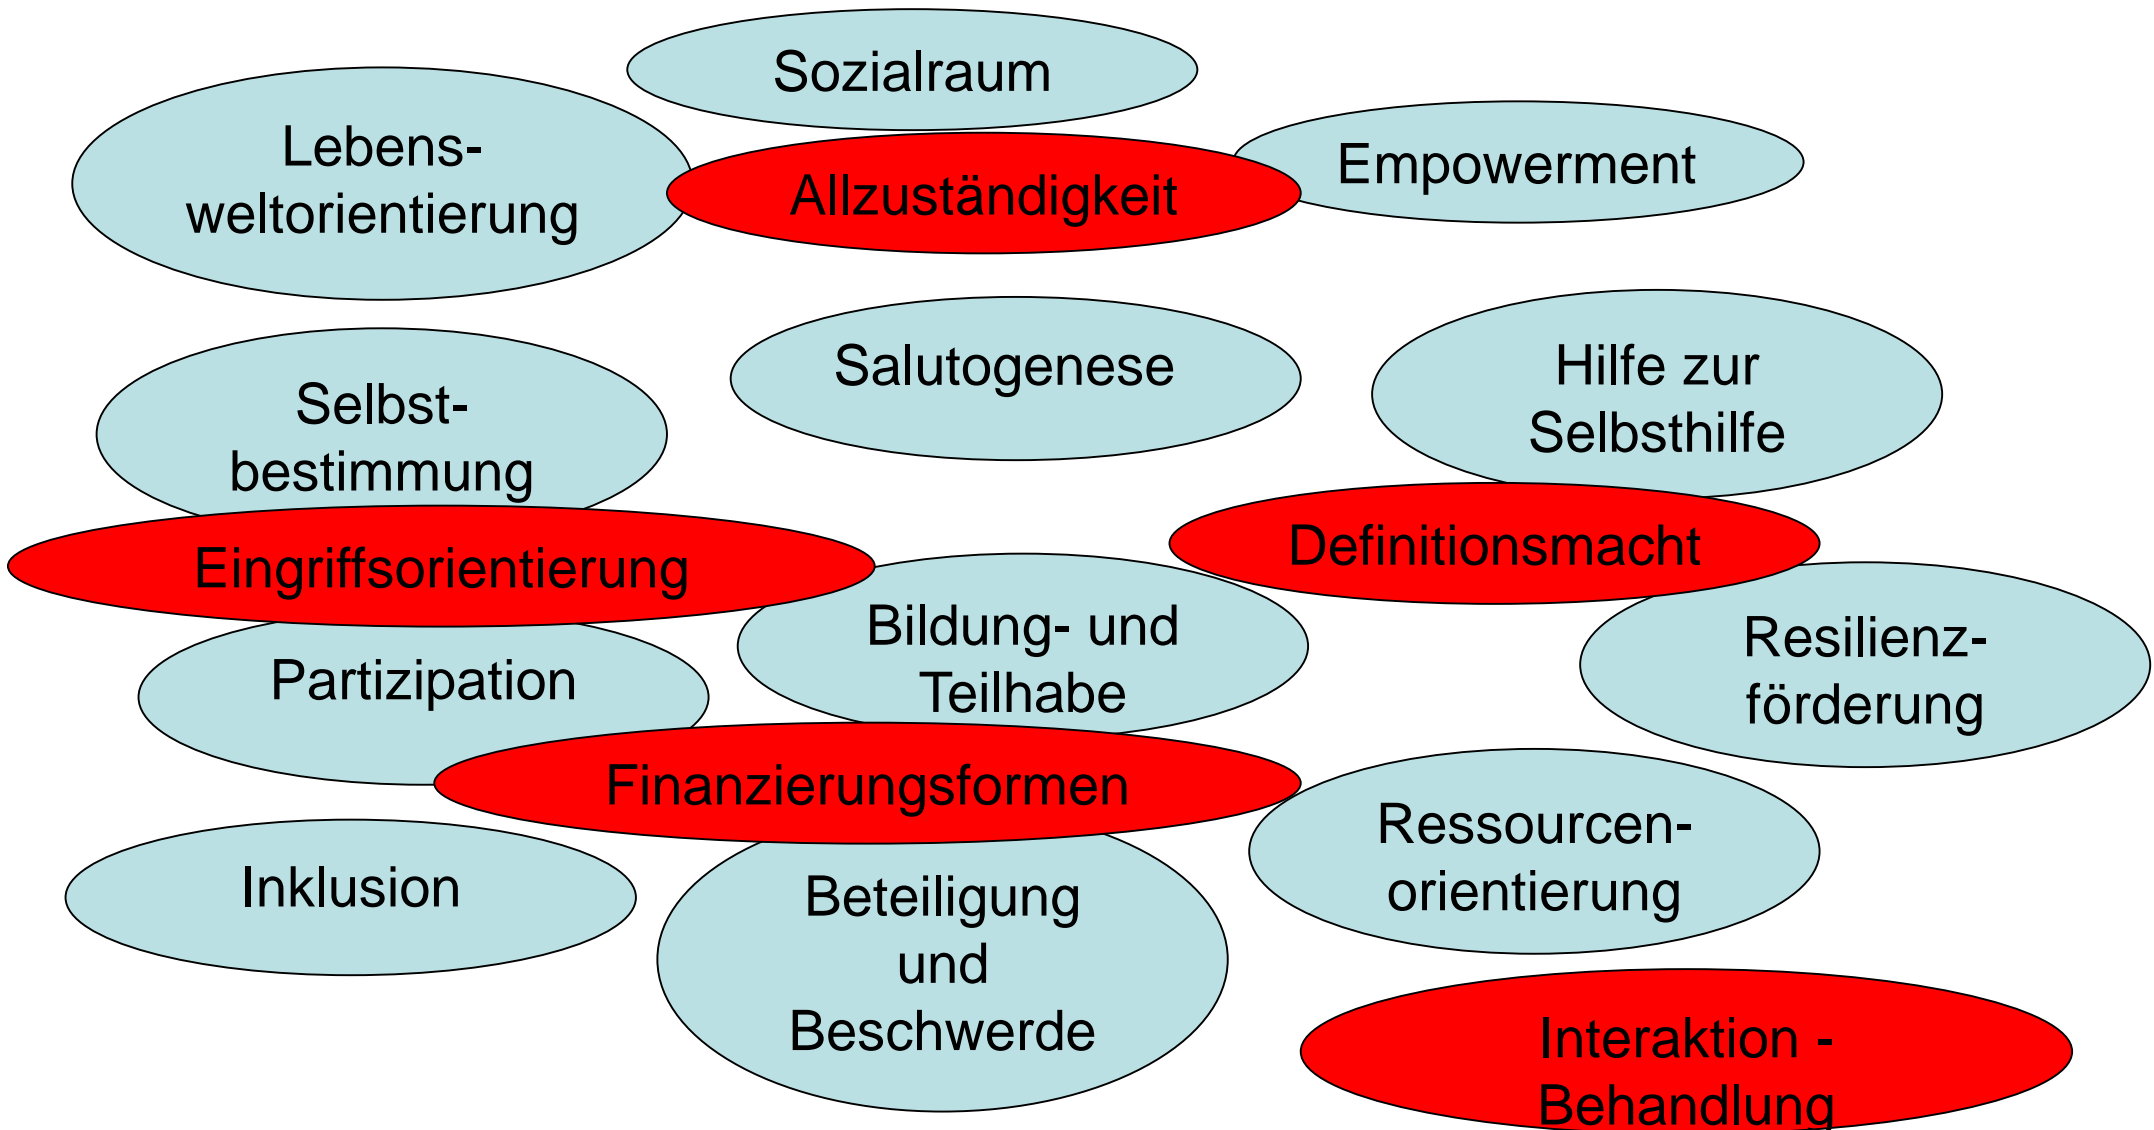 Sozialraum
Lebens-
weltorientierung
Allzuständigkeit
Empowerment
Salutogenese
Hilfe zur
Selbsthilfe
Selbst-
bestimmung
Eingriffsorientierung
Definitionsmacht
Bildung- und
Teilhabe
Partizipation
Resilienz-
förderung
Finanzierungsformen
Ressourcen-
orientierung
Inklusion
Beteiligung
und
Beschwerde
Interaktion -
Behandlung